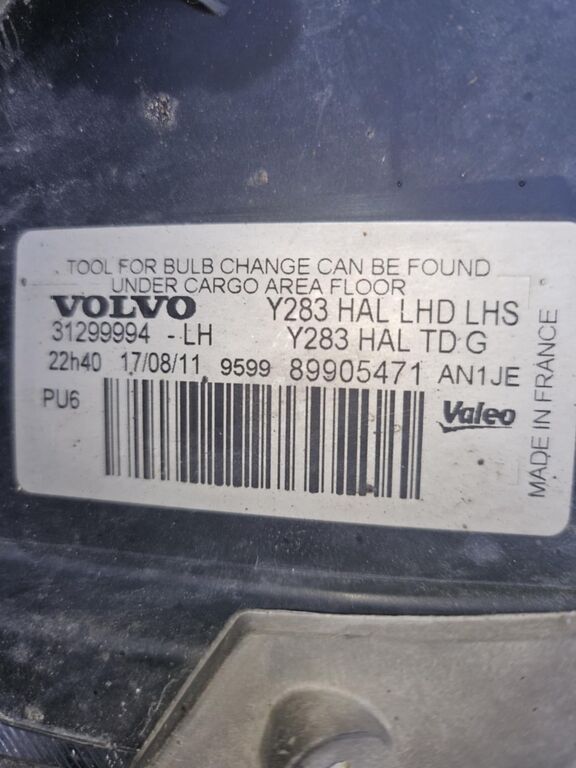 TOOL FOR BULB CHANGE CAN BE FOUND
UNDER CARGO AREA FLOOR
VOLVO Y283 HAL LHD LHS
31299994 -LH Y283 HAL TD G
22h40 17/08/11 9599 89905471 AN1JE
PU6
Valeo
MADE IN FRANCE